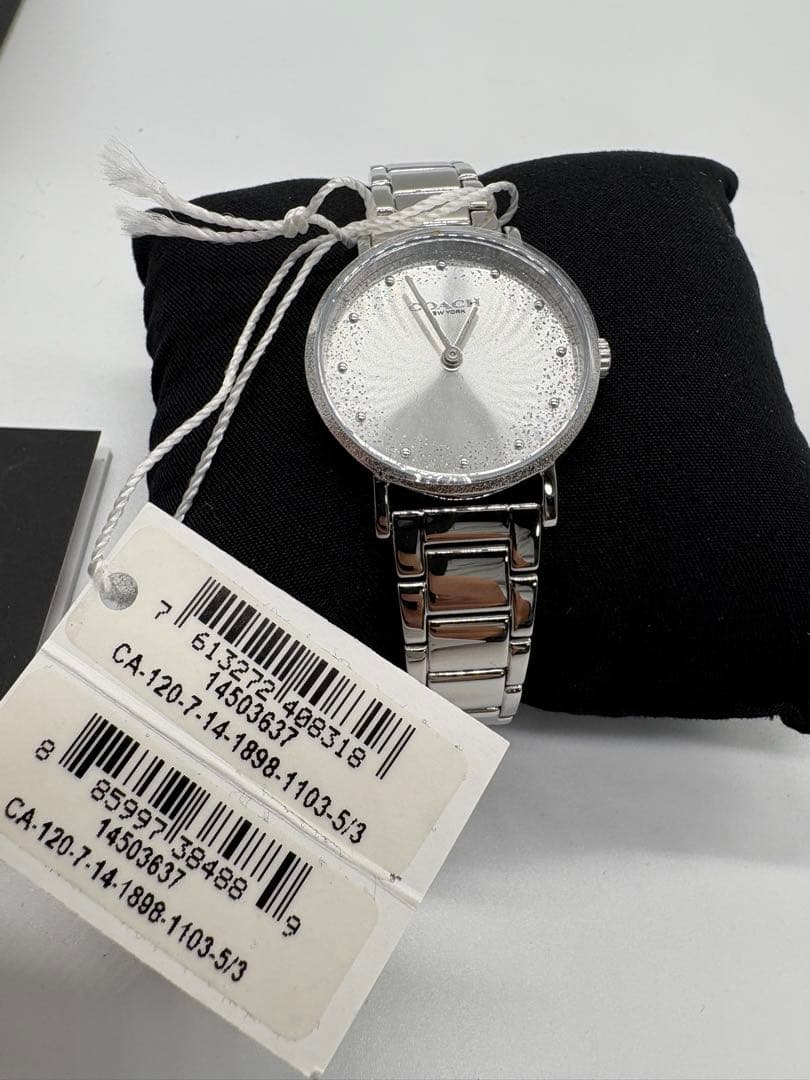 COACH
NEW YORK
7 613272 408318
14503637
CA-120-7-14-1898-1103-5/3
8 85997 38488 9
14503637
CA-120-7-14-1898-1103-5/3